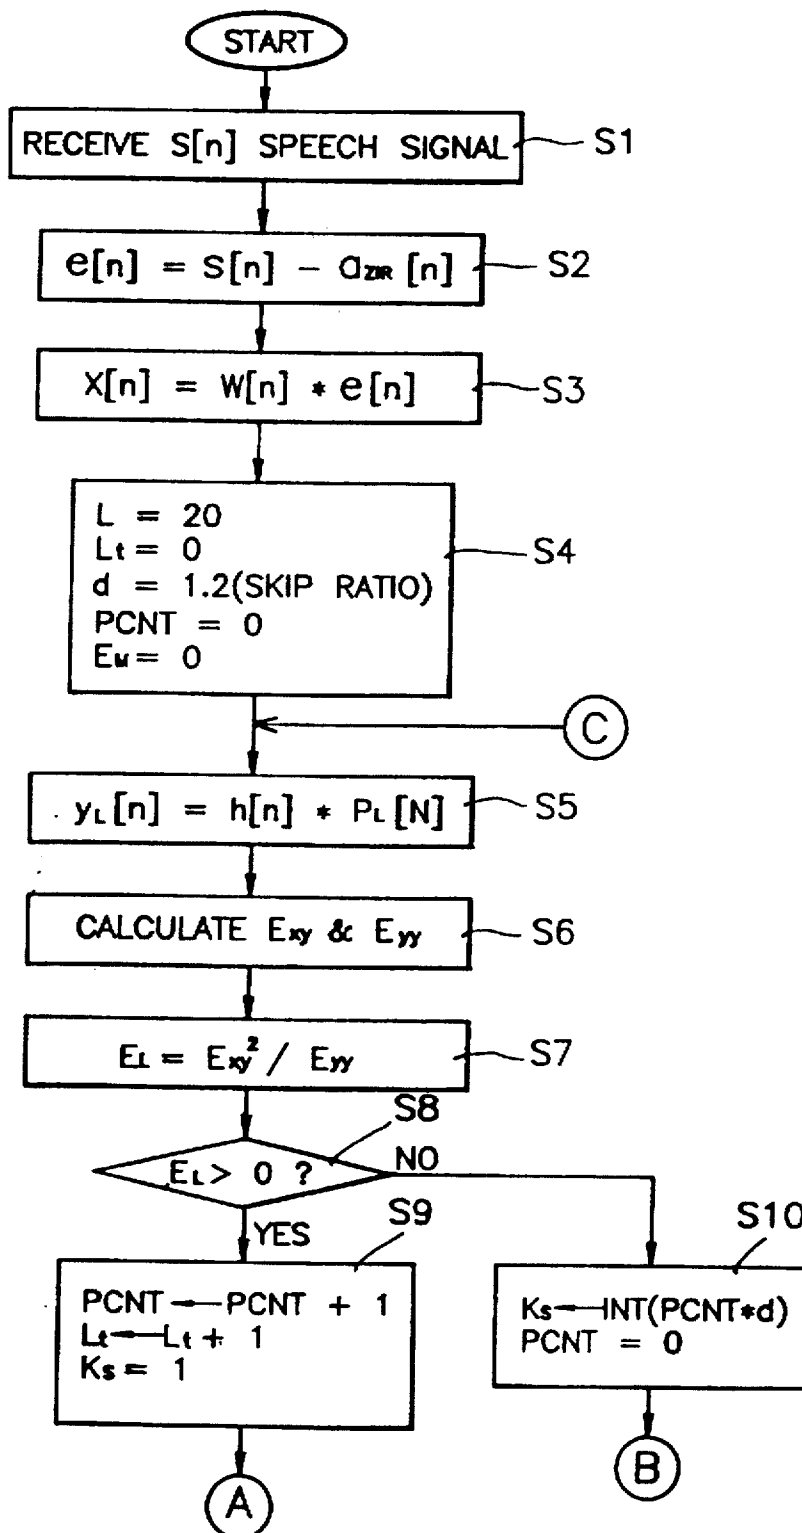 START
RECEIVE S[n] SPEECH SIGNAL
S1
e[n] = S[n] - aZIR [n]
S2
X[n] = W[n] * e[n]
S3
L = 20
Lt = 0
d = 1.2(SKIP RATIO)
PCNT = 0
EM = 0
S4
C
yL[n] = h[n] * PL[N]
S5
CALCULATE Exy & Eyy
S6
EL = Exy² / Eyy
S7
S8
EL > 0 ?
NO
YES
S9
PCNT ← PCNT + 1
Lt ← Lt + 1
Ks = 1
S10
Ks ← INT(PCNT*d)
PCNT = 0
A
B